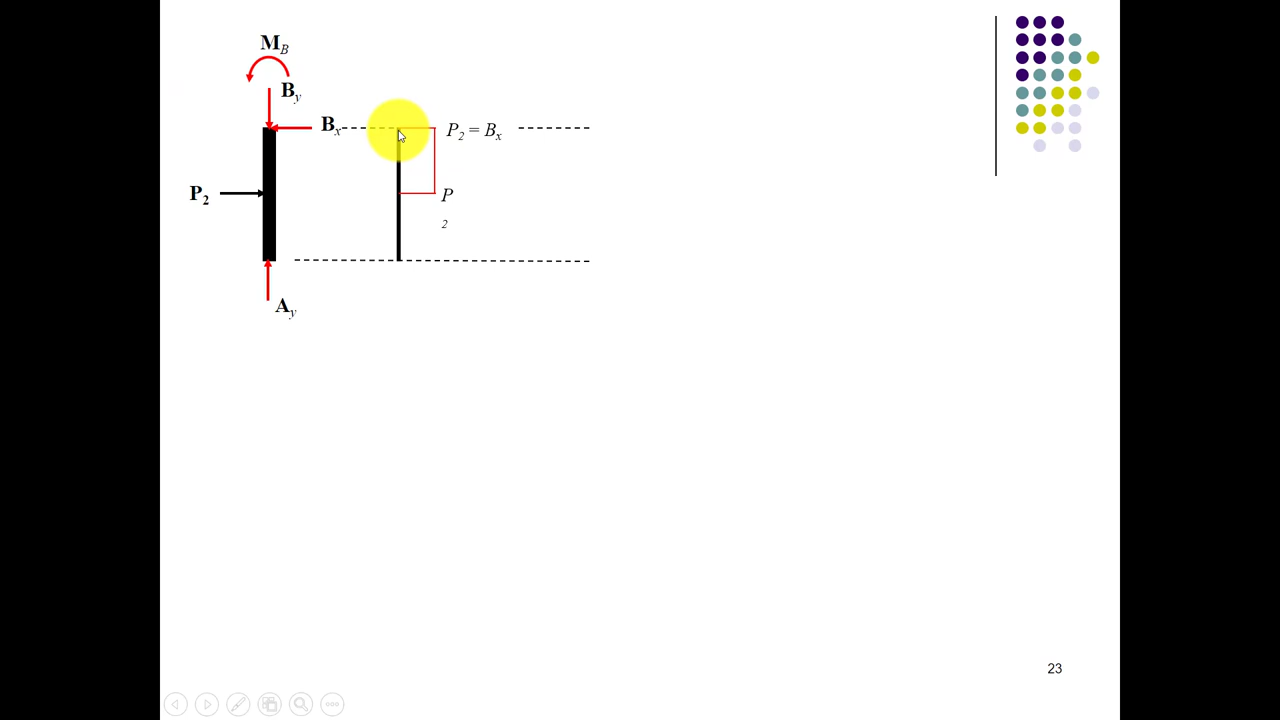 M_B
B_y
B_x
P_2 = B_x
P_2
P
2
A_y
23